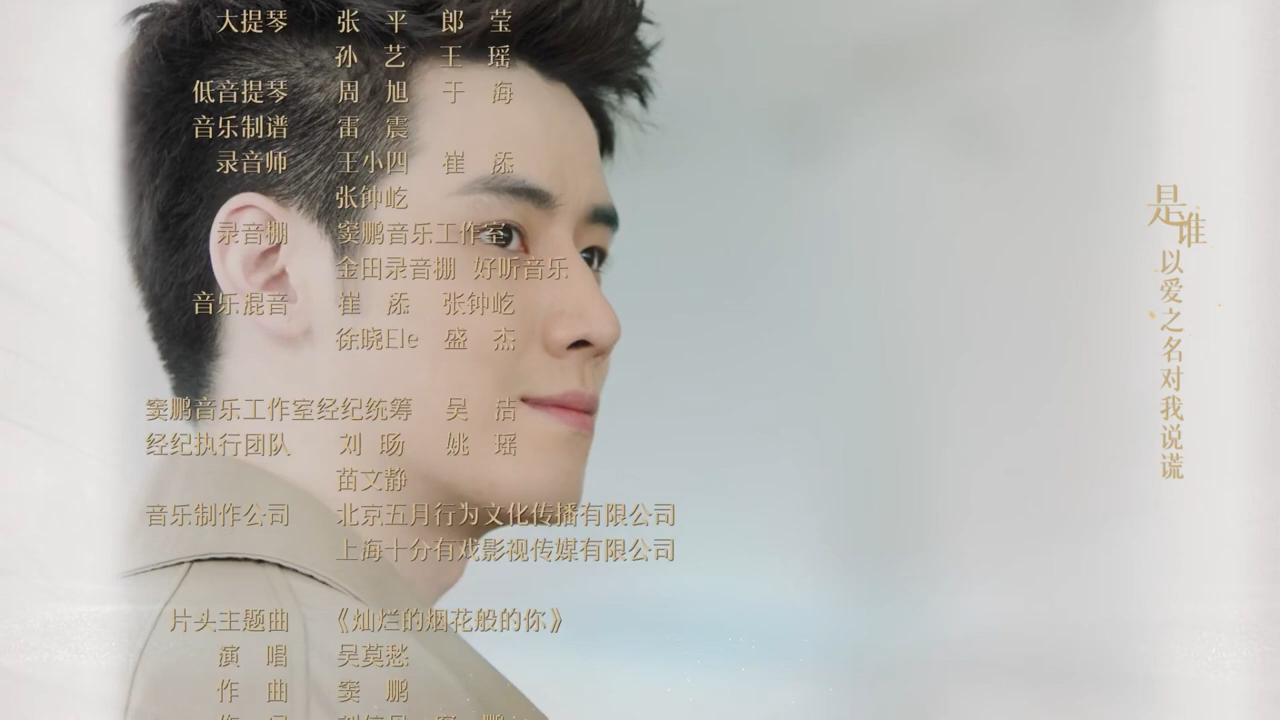 大提琴 张平 郎莹
孙艺 王瑶
低音提琴 周旭 于海
音乐制谱 雷震
录音师 王小四 崔添
张钟屹
录音棚 窦鹏音乐工作室
金田录音棚 好听音乐
音乐混音 崔添 张钟屹
徐晓Ele 盛杰
窦鹏音乐工作室经纪统筹 吴洁
经纪执行团队 刘旸 姚瑶
苗文静
音乐制作公司 北京五月行为文化传播有限公司
上海十分有戏影视传媒有限公司
片头主题曲 《灿烂的烟花般的你》
演唱 吴莫愁
作曲 窦鹏
是谁
以爱之名对我说谎